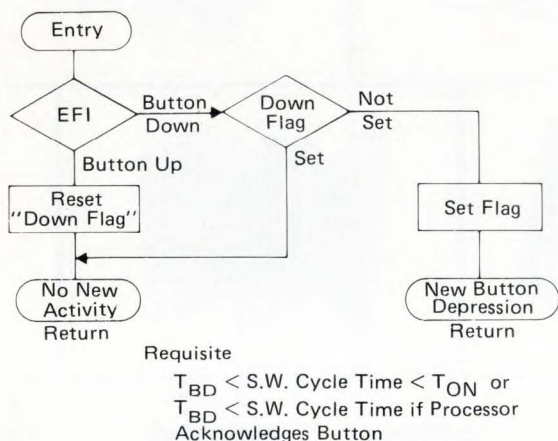 Entry
EFI
Button
Down
Down
Flag
Not
Set
Set
Button Up
Reset
"Down Flag"
Set Flag
No New
Activity
Return
New Button
Depression
Return
Requisite
T_BD < S.W. Cycle Time < T_ON or
T_BD < S.W. Cycle Time if Processor
Acknowledges Button